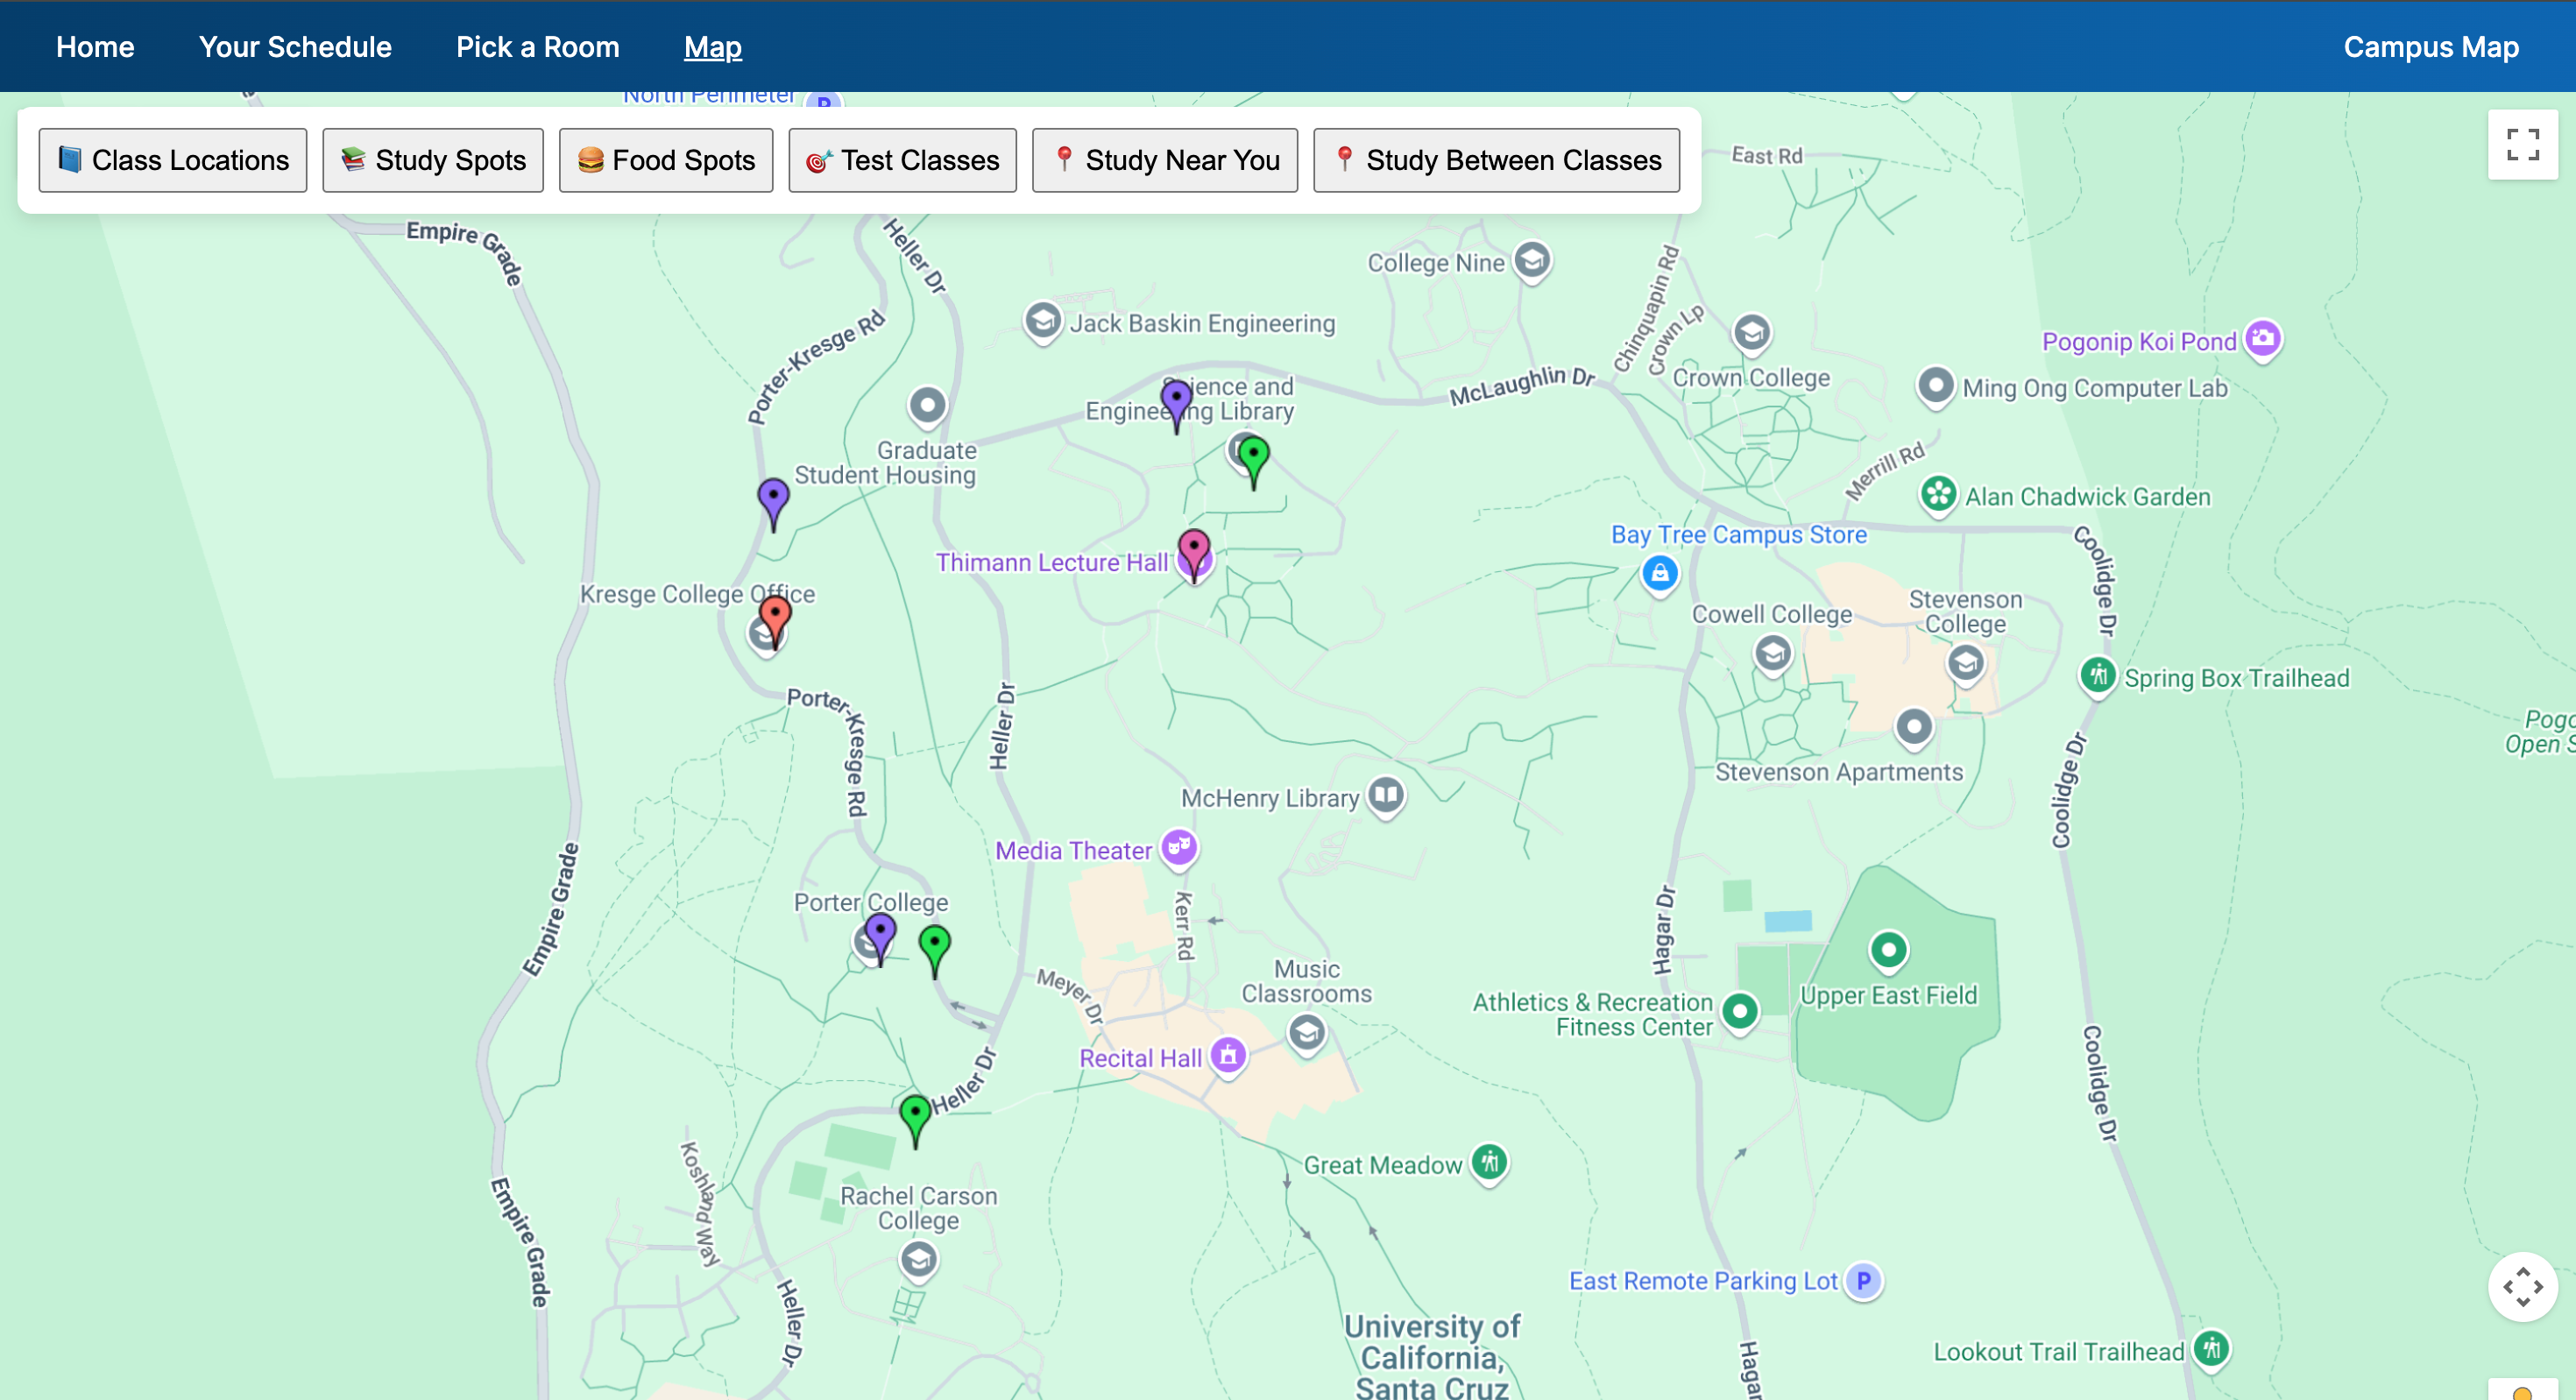 Home
Your Schedule
Pick a Room
Map
Campus Map
North Perimeter
P
Class Locations
Study Spots
Food Spots
Test Classes
Study Near You
Study Between Classes
East Rd
Empire Grade
Heller Dr
College Nine
Chinquapin Rd
Crown Lp
Jack Baskin Engineering
Porter-Kresge Rd
Pogonip Koi Pond
Crown College
McLaughlin Dr
Ming Ong Computer Lab
Science and
Engineering Library
Graduate
Student Housing
Merrill Rd
Alan Chadwick Garden
Bay Tree Campus Store
Thimann Lecture Hall
Coolidge Dr
Kresge College Office
Cowell College
Stevenson
College
Spring Box Trailhead
Porter-Kresge Rd
Heller Dr
Pogo
Open S
Stevenson Apartments
Coolidge Dr
McHenry Library
Media Theater
Empire Grade
Porter College
Kerr Rd
Hagar Dr
Music
Classrooms
Meyer Dr
Upper East Field
Athletics & Recreation
Fitness Center
Recital Hall
Heller Dr
Coolidge Dr
Koshland Way
Great Meadow
Rachel Carson
College
Empire Grade
East Remote Parking Lot
P
Heller Dr
University of
California,
Santa Cruz
Lookout Trail Trailhead
Hagar